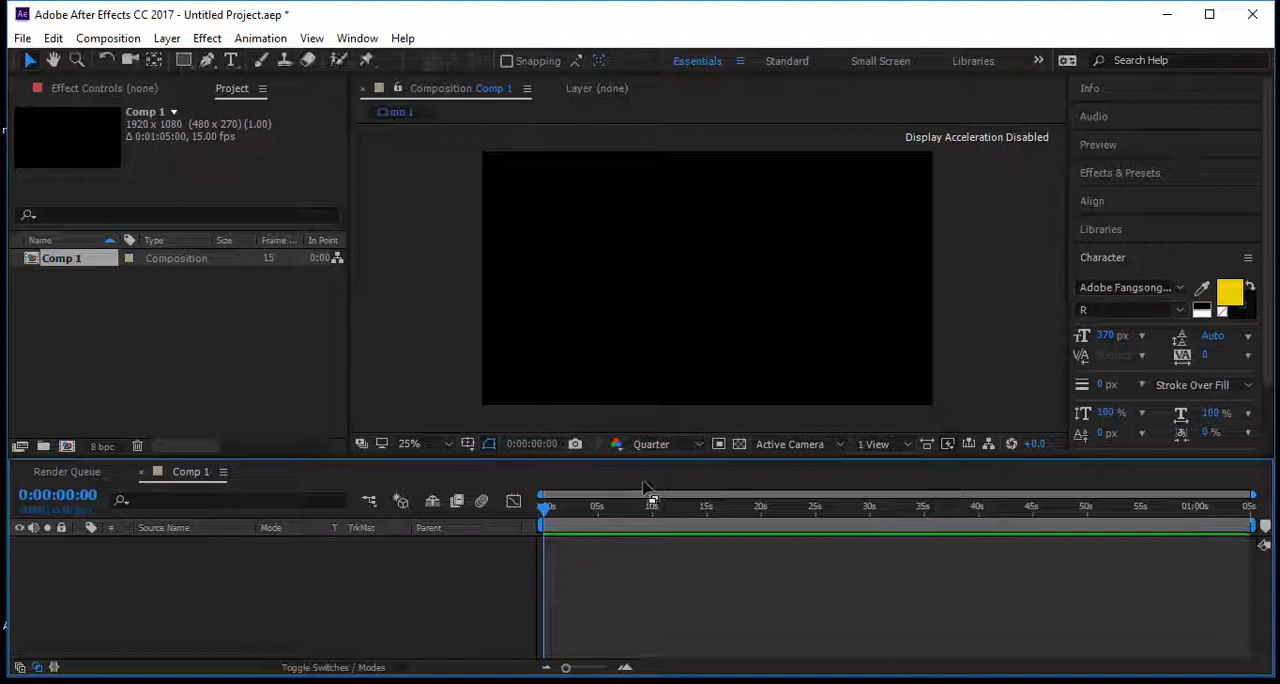 Adobe After Effects CC 2017 - Untitled Project.aep *
File Edit Composition Layer Effect Animation View Window Help
Snapping Essentials Standard Small Screen Libraries Search Help
Effect Controls (none) Project
Composition Comp 1 Layer (none)
Info
Comp 1
1920 x 1080 (480 x 270) (1.00)
Δ 0:01:05:00, 15.00 fps
Audio
Display Acceleration Disabled
Preview
Effects & Presets
Align
Libraries
Name Type Size Frame ... In Point
Comp 1 Composition 15 0:00
Character
Adobe Fangsong...
R
370 px Auto
0
0 px Stroke Over Fill
100 % 100 %
0 px 0 %
8 bpc
25% 0:00:00:00 Quarter Active Camera 1 View +0.0
Render Queue Comp 1
0:00:00:00
05s 10s 15s 20s 25s 30s 35s 40s 45s 50s 55s 01:00s 05s
# Source Name Mode T TrkMat Parent
Toggle Switches / Modes